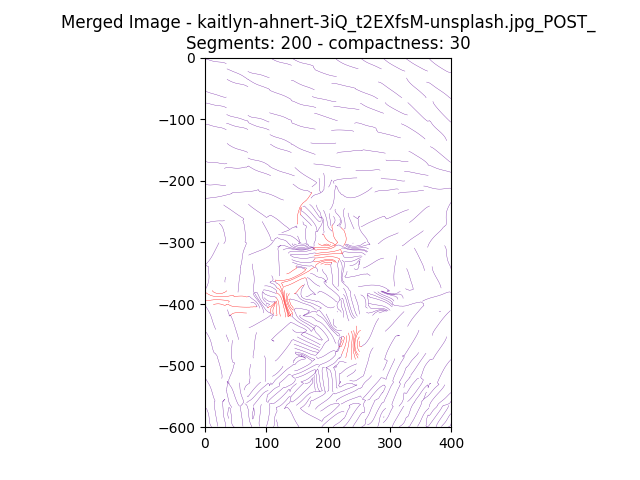 Merged Image - kaitlyn-ahnert-3iQ_t2EXfsM-unsplash.jpg_POST_
Segments: 200 - compactness: 30
0
−100
−200
−300
−400
−500
−600
0 100 200 300 400